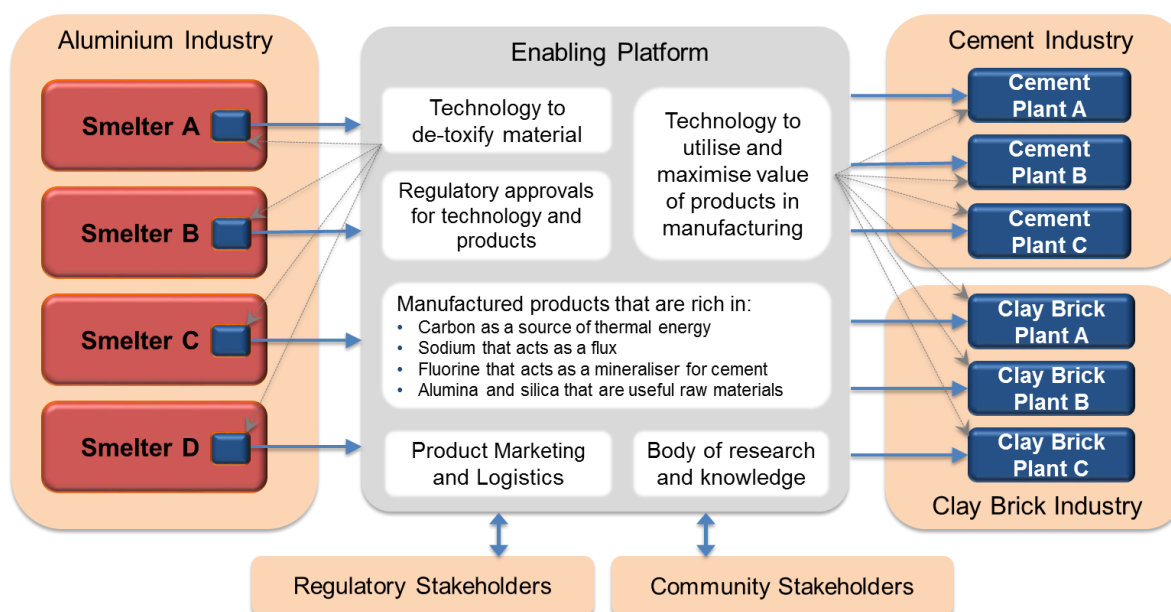 Aluminium Industry
Smelter A
Smelter B
Smelter C
Smelter D
Enabling Platform
Technology to
de-toxify material
Regulatory approvals
for technology and
products
Technology to
utilise and
maximise value
of products in
manufacturing
Manufactured products that are rich in:
• Carbon as a source of thermal energy
• Sodium that acts as a flux
• Fluorine that acts as a mineraliser for cement
• Alumina and silica that are useful raw materials
Product Marketing
and Logistics
Body of research
and knowledge
Cement Industry
Cement
Plant A
Cement
Plant B
Cement
Plant C
Clay Brick
Plant A
Clay Brick
Plant B
Clay Brick
Plant C
Clay Brick Industry
Regulatory Stakeholders
Community Stakeholders